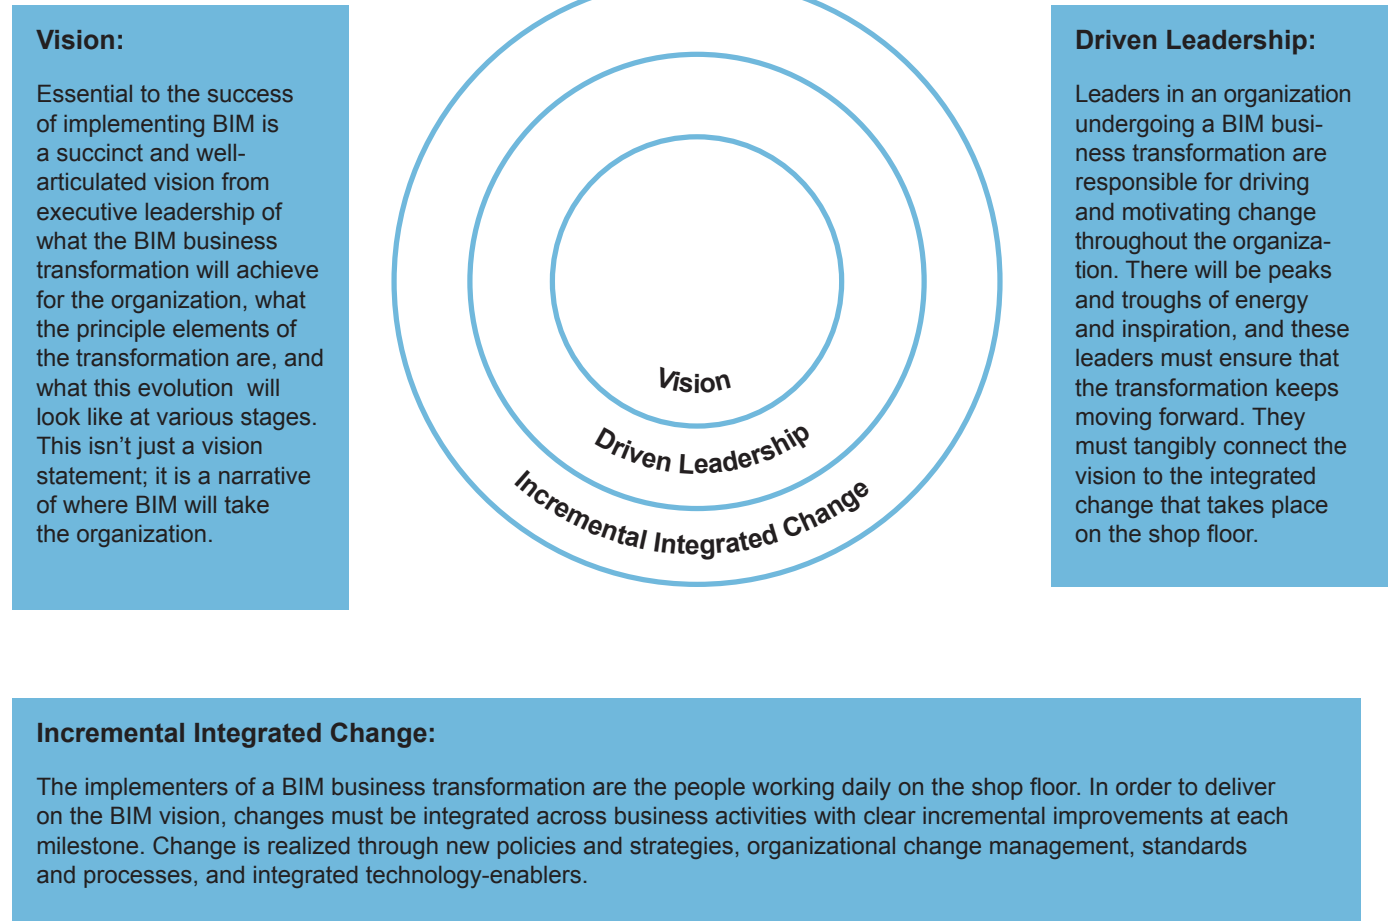 Vision:
Essential to the success
of implementing BIM is
a succinct and well-
articulated vision from
executive leadership of
what the BIM business
transformation will achieve
for the organization, what
the principle elements of
the transformation are, and
what this evolution  will
look like at various stages.
This isn’t just a vision
statement; it is a narrative
of where BIM will take
the organization.
Vision
Driven Leadership
Incremental Integrated Change
Driven Leadership:
Leaders in an organization
undergoing a BIM busi-
ness transformation are
responsible for driving
and motivating change
throughout the organiza-
tion. There will be peaks
and troughs of energy
and inspiration, and these
leaders must ensure that
the transformation keeps
moving forward. They
must tangibly connect the
vision to the integrated
change that takes place
on the shop floor.
Incremental Integrated Change:
The implementers of a BIM business transformation are the people working daily on the shop floor. In order to deliver
on the BIM vision, changes must be integrated across business activities with clear incremental improvements at each
milestone. Change is realized through new policies and strategies, organizational change management, standards
and processes, and integrated technology-enablers.